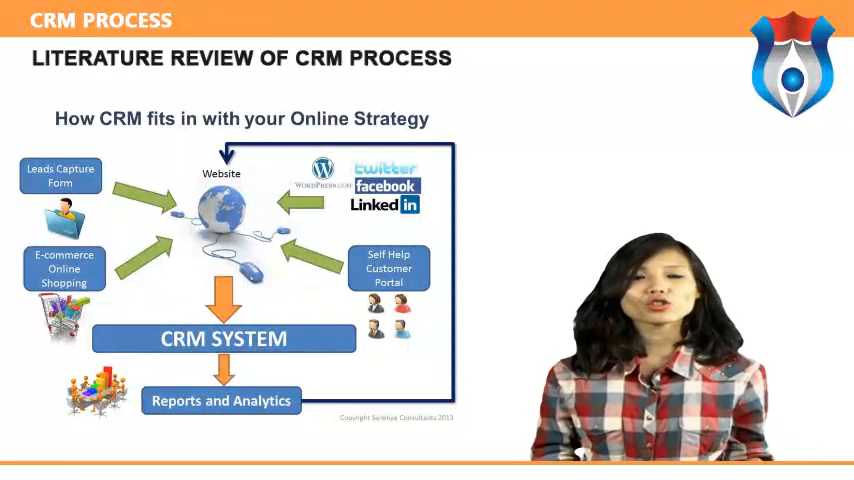 CRM PROCESS
LITERATURE REVIEW OF CRM PROCESS
How CRM fits in with your Online Strategy
Leads Capture
Form
Website
WORDPRESS.COM
twitter
facebook
Linked in
E-commerce
Online
Shopping
Self Help
Customer
Portal
CRM SYSTEM
Reports and Analytics
Copyright Sarenya Consultants 2013